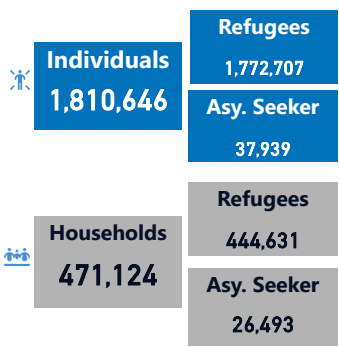 Individuals
1,810,646
Refugees
1,772,707
Asy. Seeker
37,939
Households
471,124
Refugees
444,631
Asy. Seeker
26,493